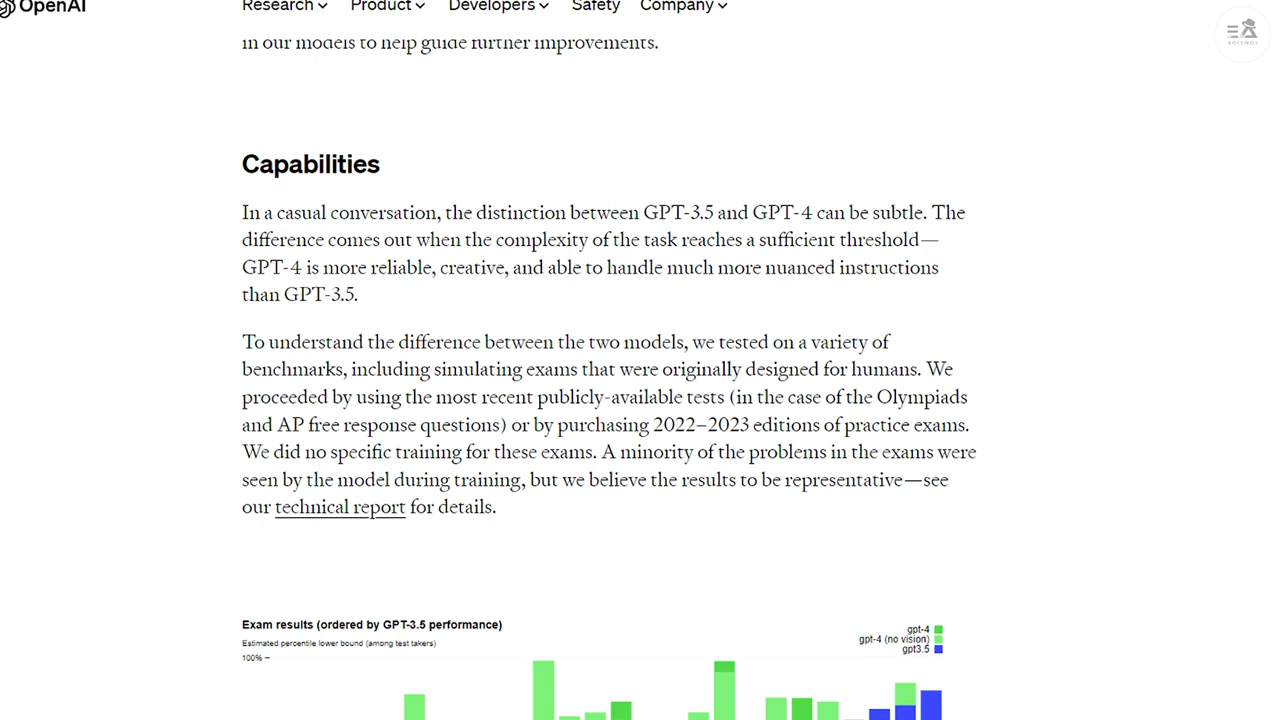 OpenAI
Research Product Developers Safety Company
in our models to help guide further improvements.
Capabilities
In a casual conversation, the distinction between GPT-3.5 and GPT-4 can be subtle. The
difference comes out when the complexity of the task reaches a sufficient threshold—
GPT-4 is more reliable, creative, and able to handle much more nuanced instructions
than GPT-3.5.
To understand the difference between the two models, we tested on a variety of
benchmarks, including simulating exams that were originally designed for humans. We
proceeded by using the most recent publicly-available tests (in the case of the Olympiads
and AP free response questions) or by purchasing 2022–2023 editions of practice exams.
We did no specific training for these exams. A minority of the problems in the exams were
seen by the model during training, but we believe the results to be representative—see
our technical report for details.
Exam results (ordered by GPT-3.5 performance)
Estimated percentile lower bound (among test takers)
100%
gpt-4
gpt-4 (no vision)
gpt3.5